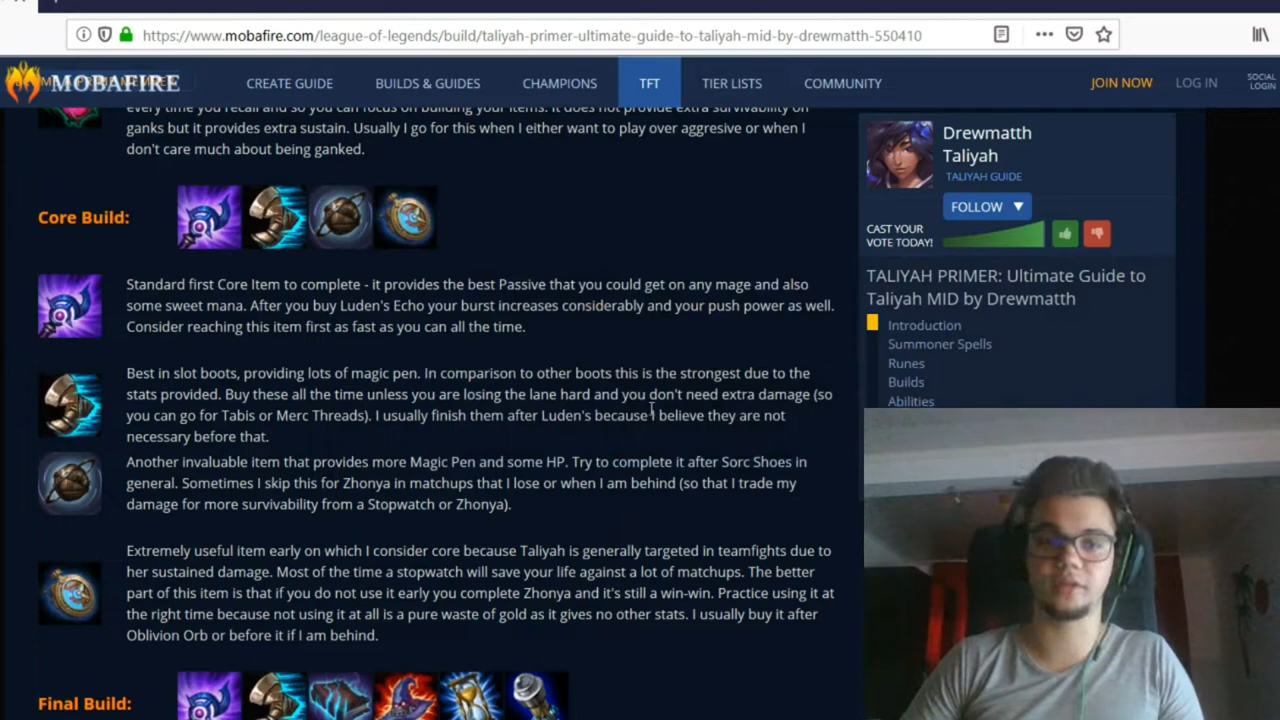 https://www.mobafire.com/league-of-legends/build/taliyah-primer-ultimate-guide-to-taliyah-mid-by-drewmatth-550410
MOBAFIRE
CREATE GUIDE
BUILDS & GUIDES
CHAMPIONS
TFT
TIER LISTS
COMMUNITY
JOIN NOW
LOG IN
SOCIAL
LOGIN
every time you recall and so you can focus on building your items. It does not provide extra survivability on
ganks but it provides extra sustain. Usually I go for this when I either want to play over aggresive or when I
don't care much about being ganked.
Core Build:
Standard first Core Item to complete - it provides the best Passive that you could get on any mage and also
some sweet mana. After you buy Luden's Echo your burst increases considerably and your push power as well.
Consider reaching this item first as fast as you can all the time.
Best in slot boots, providing lots of magic pen. In comparison to other boots this is the strongest due to the
stats provided. Buy these all the time unless you are losing the lane hard and you don't need extra damage (so
you can go for Tabis or Merc Threads). I usually finish them after Luden's because I believe they are not
necessary before that.
Another invaluable item that provides more Magic Pen and some HP. Try to complete it after Sorc Shoes in
general. Sometimes I skip this for Zhonya in matchups that I lose or when I am behind (so that I trade my
damage for more survivability from a Stopwatch or Zhonya).
Extremely useful item early on which I consider core because Taliyah is generally targeted in teamfights due to
her sustained damage. Most of the time a stopwatch will save your life against a lot of matchups. The better
part of this item is that if you do not use it early you complete Zhonya and it's still a win-win. Practice using it at
the right time because not using it at all is a pure waste of gold as it gives no other stats. I usually buy it after
Oblivion Orb or before it if I am behind.
Final Build:
Drewmatth
Taliyah
TALIYAH GUIDE
FOLLOW
CAST YOUR
VOTE TODAY!
TALIYAH PRIMER: Ultimate Guide to
Taliyah MID by Drewmatth
Introduction
Summoner Spells
Runes
Builds
Abilities